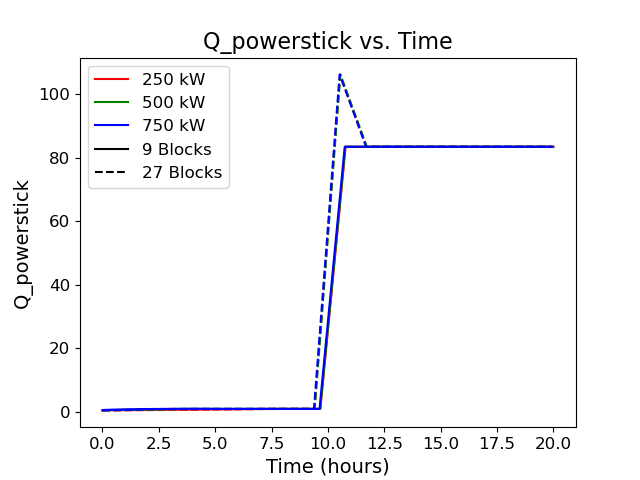 Q_powerstick vs. Time
250 kW
500 kW
750 kW
9 Blocks
27 Blocks
100
80
60
40
20
0
Q_powerstick
0.0 2.5 5.0 7.5 10.0 12.5 15.0 17.5 20.0
Time (hours)